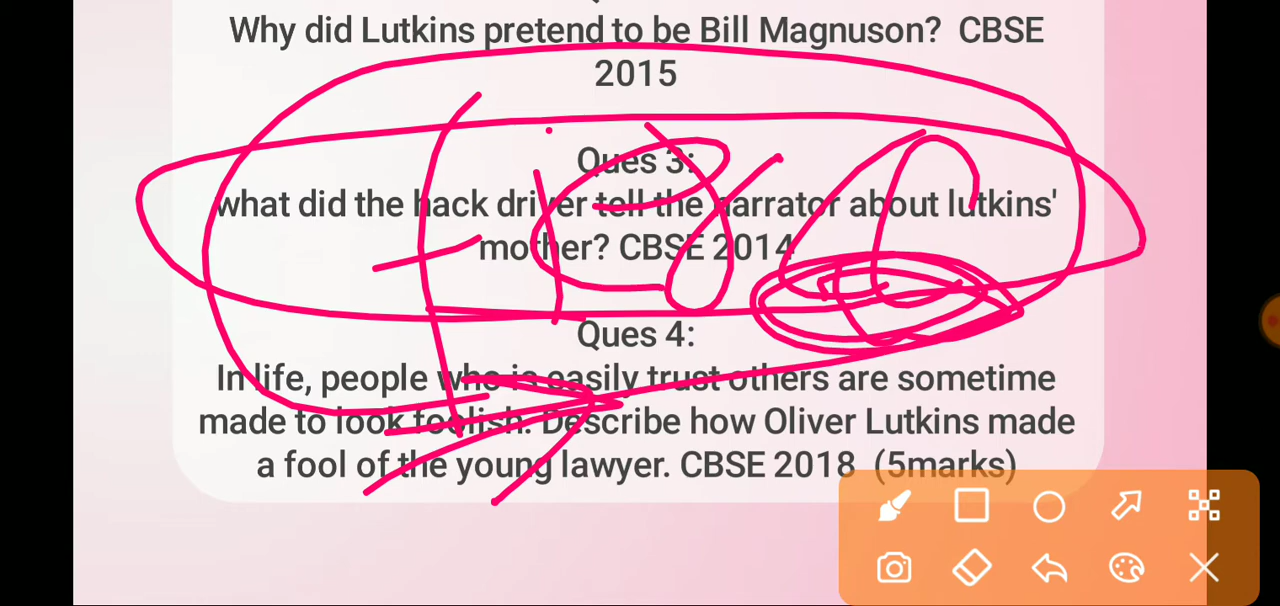 Why did Lutkins pretend to be Bill Magnuson? CBSE
2015
Ques 3:
what did the hack driver tell the narrator about lutkins'
mother? CBSE 2014
Ques 4:
In life, people who is easily trust others are sometime
made to look foolish. Describe how Oliver Lutkins made
a fool of the young lawyer. CBSE 2018 (5marks)